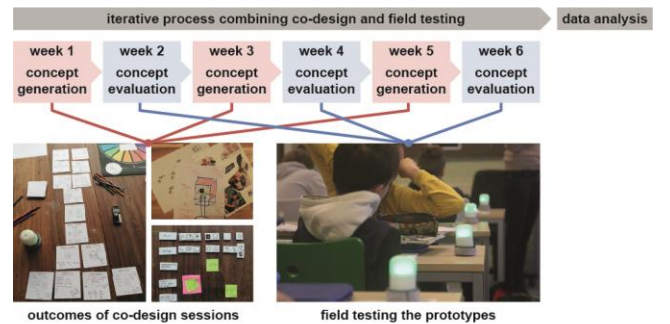 iterative process combining co-design and field testing
data analysis
week 1
concept
generation
week 2
concept
evaluation
week 3
concept
generation
week 4
concept
evaluation
week 5
concept
generation
week 6
concept
evaluation
outcomes of co-design sessions
field testing the prototypes